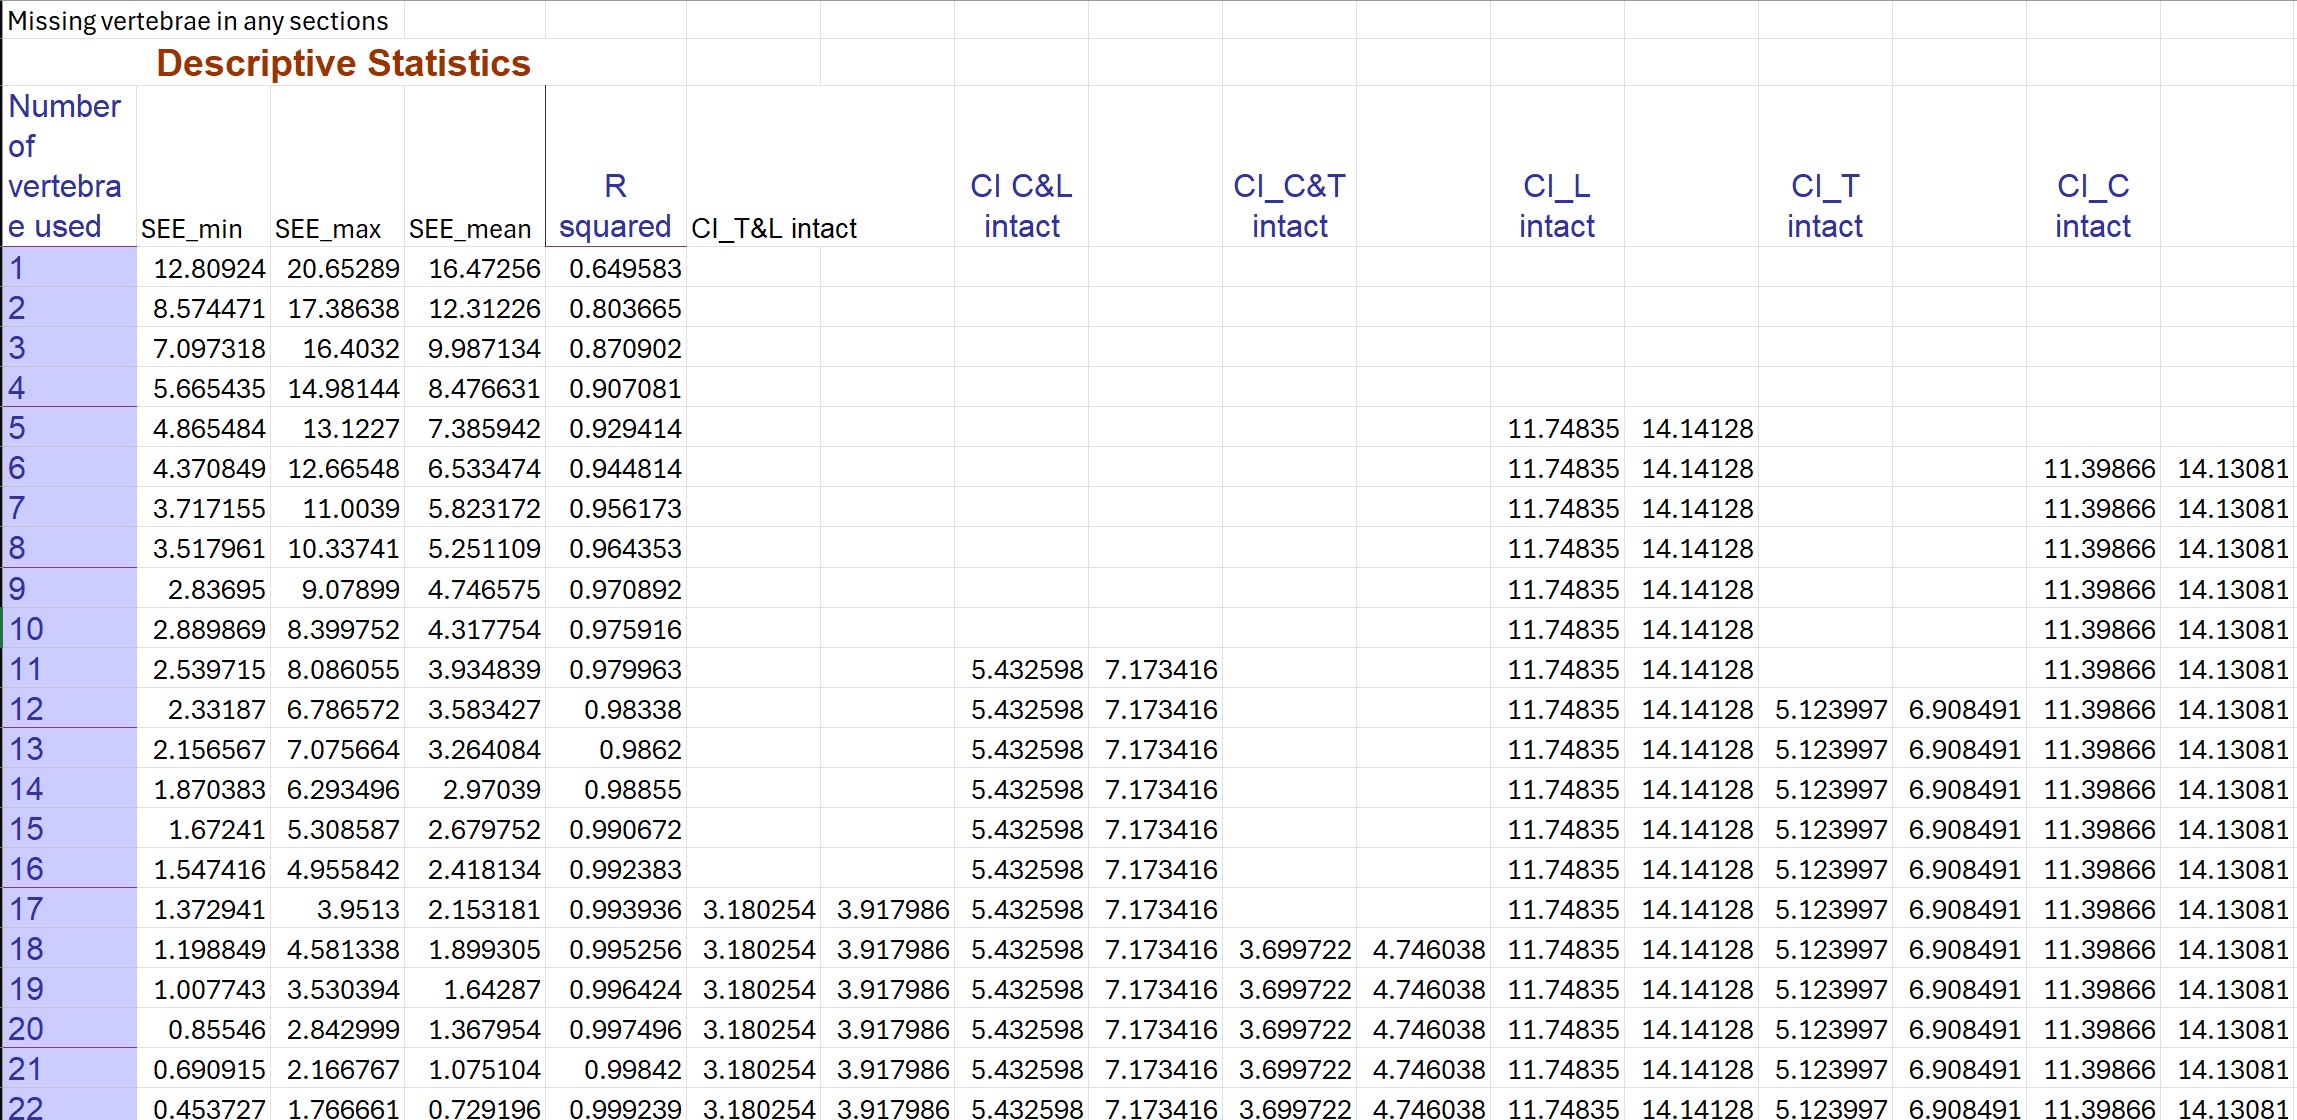 Missing vertebrae in any sections
Descriptive Statistics
Number of vertebra e used SEE_min SEE_max SEE_mean R squared CI_T&L intact CI C&L intact CI_C&T intact CI_L intact CI_T intact CI_C intact
1 12.80924 20.65289 16.47256 0.649583
2 8.574471 17.38638 12.31226 0.803665
3 7.097318 16.4032 9.987134 0.870902
4 5.665435 14.98144 8.476631 0.907081
5 4.865484 13.1227 7.385942 0.929414 11.74835 14.14128
6 4.370849 12.66548 6.533474 0.944814 11.74835 14.14128 11.39866 14.13081
7 3.717155 11.0039 5.823172 0.956173 11.74835 14.14128 11.39866 14.13081
8 3.517961 10.33741 5.251109 0.964353 11.74835 14.14128 11.39866 14.13081
9 2.83695 9.07899 4.746575 0.970892 11.74835 14.14128 11.39866 14.13081
10 2.889869 8.399752 4.317754 0.975916 11.74835 14.14128 11.39866 14.13081
11 2.539715 8.086055 3.934839 0.979963 5.432598 7.173416 11.74835 14.14128 11.39866 14.13081
12 2.33187 6.786572 3.583427 0.98338 5.432598 7.173416 11.74835 14.14128 5.123997 6.908491 11.39866 14.13081
13 2.156567 7.075664 3.264084 0.9862 5.432598 7.173416 11.74835 14.14128 5.123997 6.908491 11.39866 14.13081
14 1.870383 6.293496 2.97039 0.98855 5.432598 7.173416 11.74835 14.14128 5.123997 6.908491 11.39866 14.13081
15 1.67241 5.308587 2.679752 0.990672 5.432598 7.173416 11.74835 14.14128 5.123997 6.908491 11.39866 14.13081
16 1.547416 4.955842 2.418134 0.992383 5.432598 7.173416 11.74835 14.14128 5.123997 6.908491 11.39866 14.13081
17 1.372941 3.9513 2.153181 0.993936 3.180254 3.917986 5.432598 7.173416 11.74835 14.14128 5.123997 6.908491 11.39866 14.13081
18 1.198849 4.581338 1.899305 0.995256 3.180254 3.917986 5.432598 7.173416 3.699722 4.746038 11.74835 14.14128 5.123997 6.908491 11.39866 14.13081
19 1.007743 3.530394 1.64287 0.996424 3.180254 3.917986 5.432598 7.173416 3.699722 4.746038 11.74835 14.14128 5.123997 6.908491 11.39866 14.13081
20 0.85546 2.842999 1.367954 0.997496 3.180254 3.917986 5.432598 7.173416 3.699722 4.746038 11.74835 14.14128 5.123997 6.908491 11.39866 14.13081
21 0.690915 2.166767 1.075104 0.99842 3.180254 3.917986 5.432598 7.173416 3.699722 4.746038 11.74835 14.14128 5.123997 6.908491 11.39866 14.13081
22 0.453727 1.766661 0.729196 0.999239 3.180254 3.917986 5.432598 7.173416 3.699722 4.746038 11.74835 14.14128 5.123997 6.908491 11.39866 14.13081